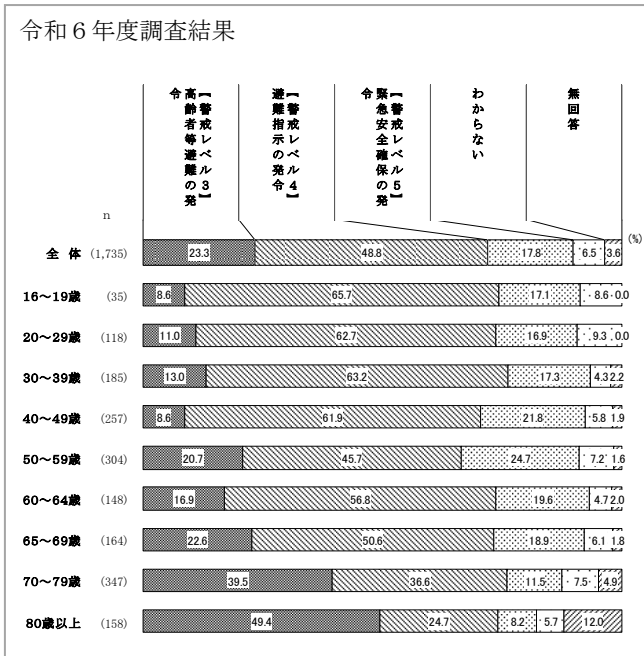 令和６年度調査結果
【警戒レベル３】
高齢者等避難の発
令
【警戒レベル４】
避難指示の発令
【警戒レベル５】
緊急安全確保の発
令
わからない
無回答
n
(%)
全 体 (1,735) 23.3 48.8 17.8 6.5 3.6
16～19歳 (35) 8.6 65.7 17.1 8.6 0.0
20～29歳 (118) 11.0 62.7 16.9 9.3 0.0
30～39歳 (185) 13.0 63.2 17.3 4.3 2.2
40～49歳 (257) 8.6 61.9 21.8 5.8 1.9
50～59歳 (304) 20.7 45.7 24.7 7.2 1.6
60～64歳 (148) 16.9 56.8 19.6 4.7 2.0
65～69歳 (164) 22.6 50.6 18.9 6.1 1.8
70～79歳 (347) 39.5 36.6 11.5 7.5 4.9
80歳以上 (158) 49.4 24.7 8.2 5.7 12.0